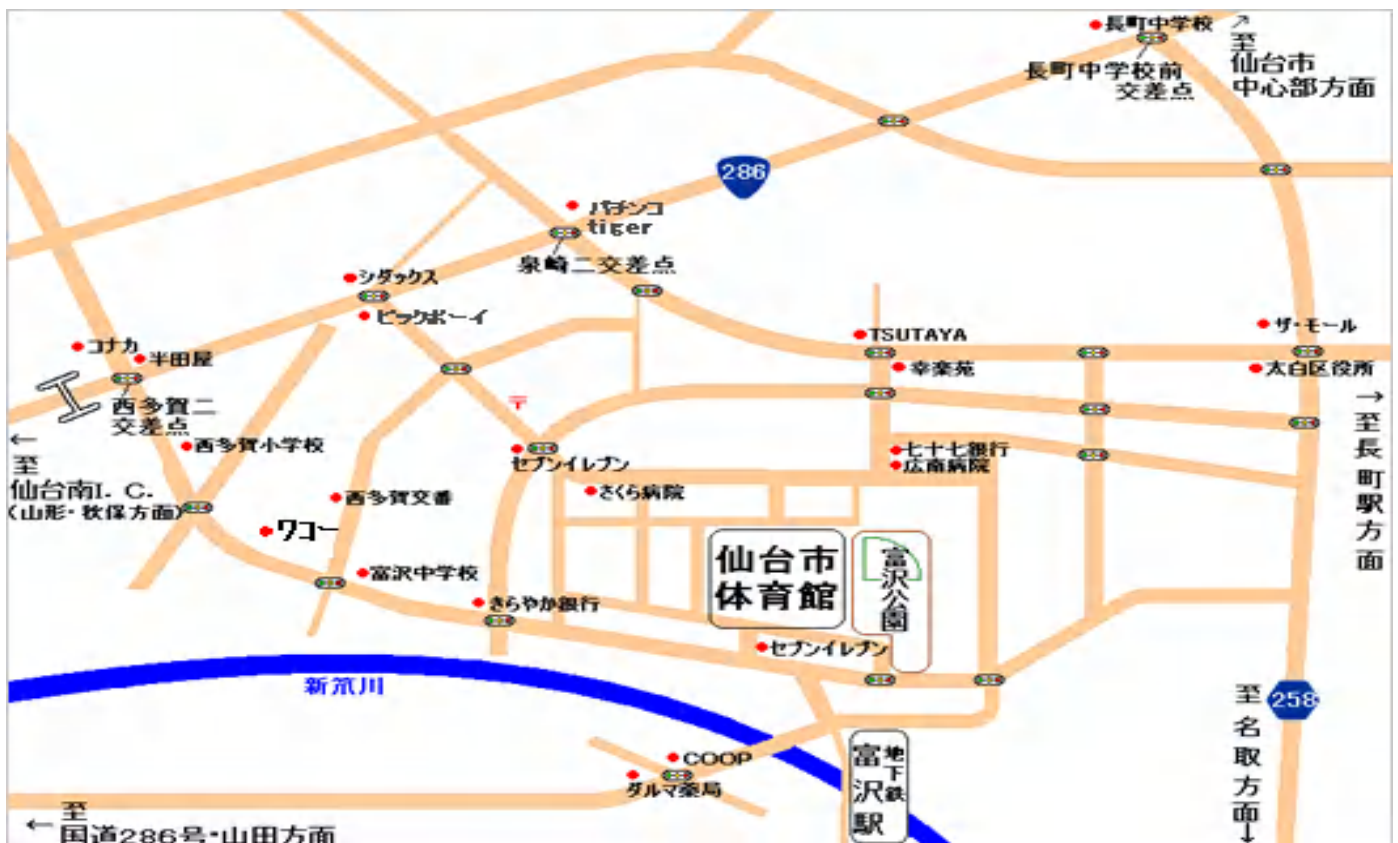 長町中学校
↗
至
仙台市
中心部方面
長町中学校前
交差点
286
パチンコ
tiger
泉崎二交差点
シダックス
ビックボーイ
コナカ
半田屋
西多賀二
交差点
西多賀小学校
←
至
仙台南I.C.
(山形・秋保方面)
TSUTAYA
幸楽苑
ザ・モール
太白区役所
→
至長町駅方面
〒
セブンイレブン
七十七銀行
広南病院
さくら病院
西多賀交番
ワコー
富沢中学校
きらやか銀行
仙台市
体育館
富沢公園
セブンイレブン
新笊川
至名取方面↓
258
COOP
ダルマ薬局
地下鉄
富沢駅
至
←国道286号・山田方面